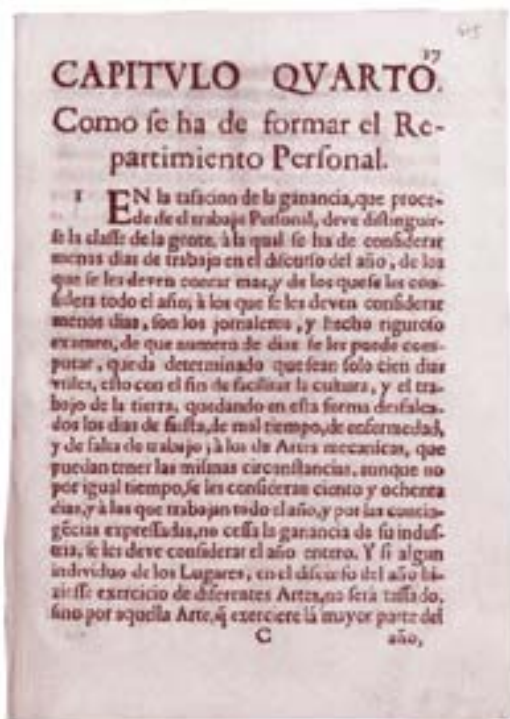 17
CAPITVLO QVARTO.
Como ſe ha de formar el Re-
partimiento Perſonal.
1 EN la taſacion de la ganancia, que proce-
de de el trabajo Perſonal, deve diſtinguir-
ſe la claſſe de la gente, à la qual ſe ha de conſiderar
menos dias de trabajo en el diſcurſo del año, de los
que ſe les deven contar mas, y de los que ſe les con-
ſidera todo el año; à los que ſe les deven conſiderar
menos dias, ſon los jornaleros, y hecho riguroſo
examen, de que numero de dias ſe les puede com-
putar, queda determinado que ſean ſolo cien dias
vtiles, eſto con el fin de facilitar la cultura, y el tra-
bajo de la tierra, quedando en eſta forma desfalca-
dos los dias de fieſta, de mal tiempo, de enfermedad,
y de falta de trabajo; à los de Artes mecanicas, que
puedan tener las miſmas circunſtancias, aunque no
por igual tiempo, ſe les conſideran ciento y ochenta
dias, y à los que trabajan todo el año, y por las contin-
gẽcias expreſſadas, no ceſſa la ganancia de ſu induſ-
tria, ſe les deve conſiderar el año entero. Y ſi algun
individuo de los Lugares, en el diſcurſo del año hi-
zieſſe exercicio de diferentes Artes, no ſerà taſſado,
ſino por aquella Arte, q̃ exerciere la mayor parte del
C año,